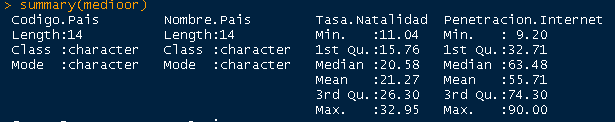 > summary(medioor)
 Codigo.Pais        Nombre.Pais        Tasa.Natalidad  Penetracion.Internet
 Length:14          Length:14          Min.   :11.04   Min.   : 9.20
 Class :character   Class :character   1st Qu.:15.76   1st Qu.:32.71
 Mode  :character   Mode  :character   Median :20.58   Median :63.48
                                       Mean   :21.27   Mean   :55.71
                                       3rd Qu.:26.30   3rd Qu.:74.30
                                       Max.   :32.95   Max.   :90.00